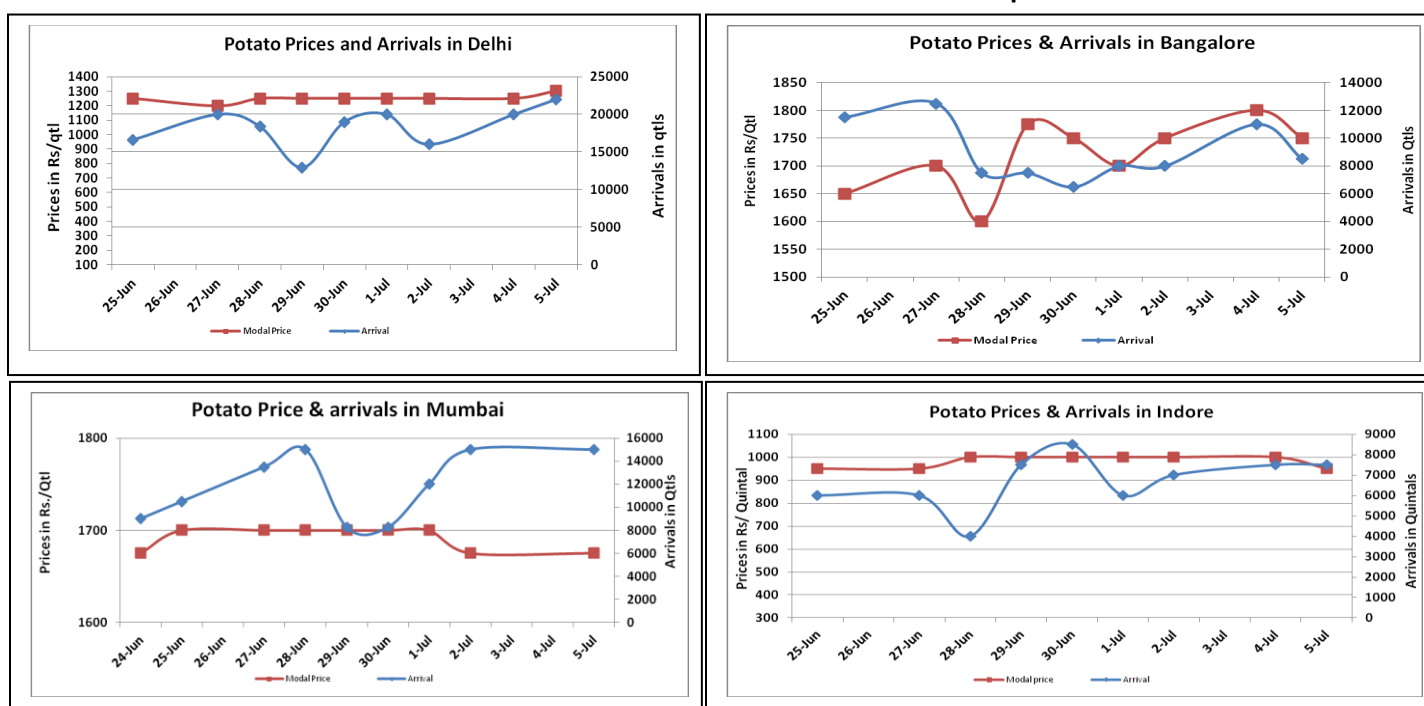 Potato Prices and Arrivals in Delhi
Prices in Rs/qtl
1400
1300
1200
1100
1000
900
800
700
600
500
400
300
200
100
25000
20000
15000
10000
5000
0
Arrivals in qtls
25-Jun
26-Jun
27-Jun
28-Jun
29-Jun
30-Jun
1-Jul
2-Jul
3-Jul
4-Jul
5-Jul
Modal Price
Arrival
Potato Prices & Arrivals in Bangalore
Prices in Rs/Qtl
1850
1800
1750
1700
1650
1600
1550
1500
14000
12000
10000
8000
6000
4000
2000
0
Arrivals in Qtls
25-Jun
26-Jun
27-Jun
28-Jun
29-Jun
30-Jun
1-Jul
2-Jul
3-Jul
4-Jul
5-Jul
Modal Price
Arrival
Potato Price & arrivals in Mumbai
Prices in Rs./Qtl
1800
1700
1600
16000
14000
12000
10000
8000
6000
4000
2000
0
Arrivals in Qtls
24-Jun
25-Jun
26-Jun
27-Jun
28-Jun
29-Jun
30-Jun
1-Jul
2-Jul
3-Jul
4-Jul
5-Jul
Modal Price
Arrival
Potato Prices & Arrivals in Indore
Prices in Rs/ Quintal
1100
1000
900
800
700
600
500
400
300
9000
8000
7000
6000
5000
4000
3000
2000
1000
0
Arrivals in Quintals
25-Jun
26-Jun
27-Jun
28-Jun
29-Jun
30-Jun
1-Jul
2-Jul
3-Jul
4-Jul
5-Jul
Modal price
Arrival